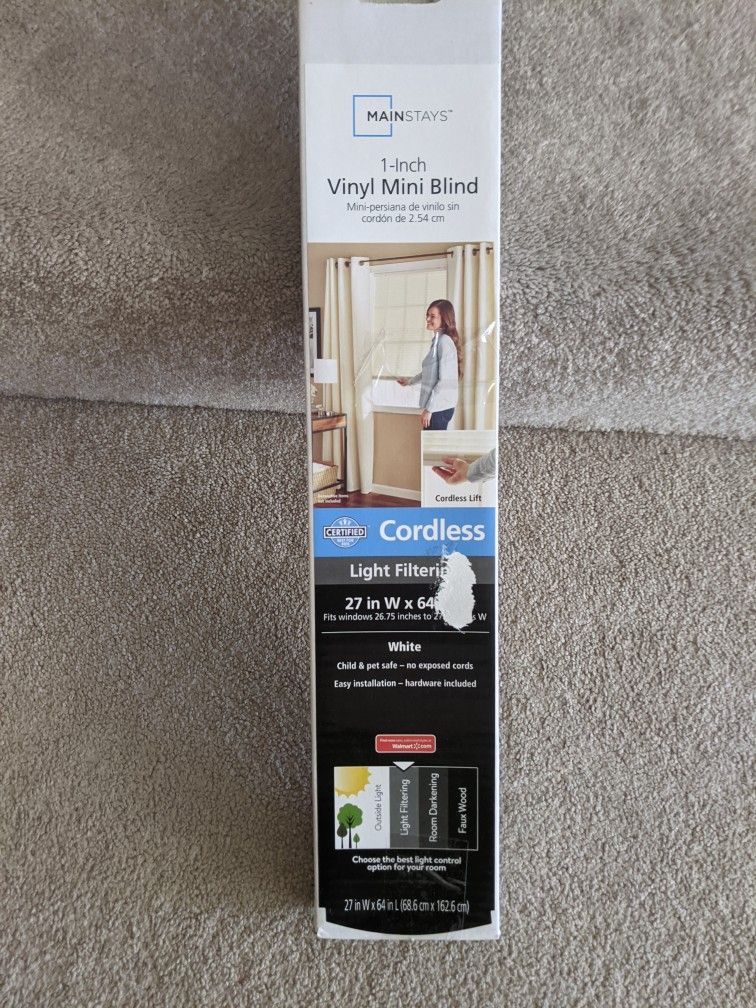 MAINSTAYS™
1-Inch
Vinyl Mini Blind
Mini-persiana de vinilo sin
cordón de 2.54 cm
Cordless Lift
CERTIFIED
BEST FOR
KIDS
Cordless
Light Filterin
27 in W x 64
Fits windows 26.75 inches to 27 W
White
Child & pet safe – no exposed cords
Easy installation – hardware included
Walmart.com
Outside Light
Light Filtering
Room Darkening
Faux Wood
Choose the best light control
option for your room
27 in W x 64 in L (68.6 cm x 162.6 cm)